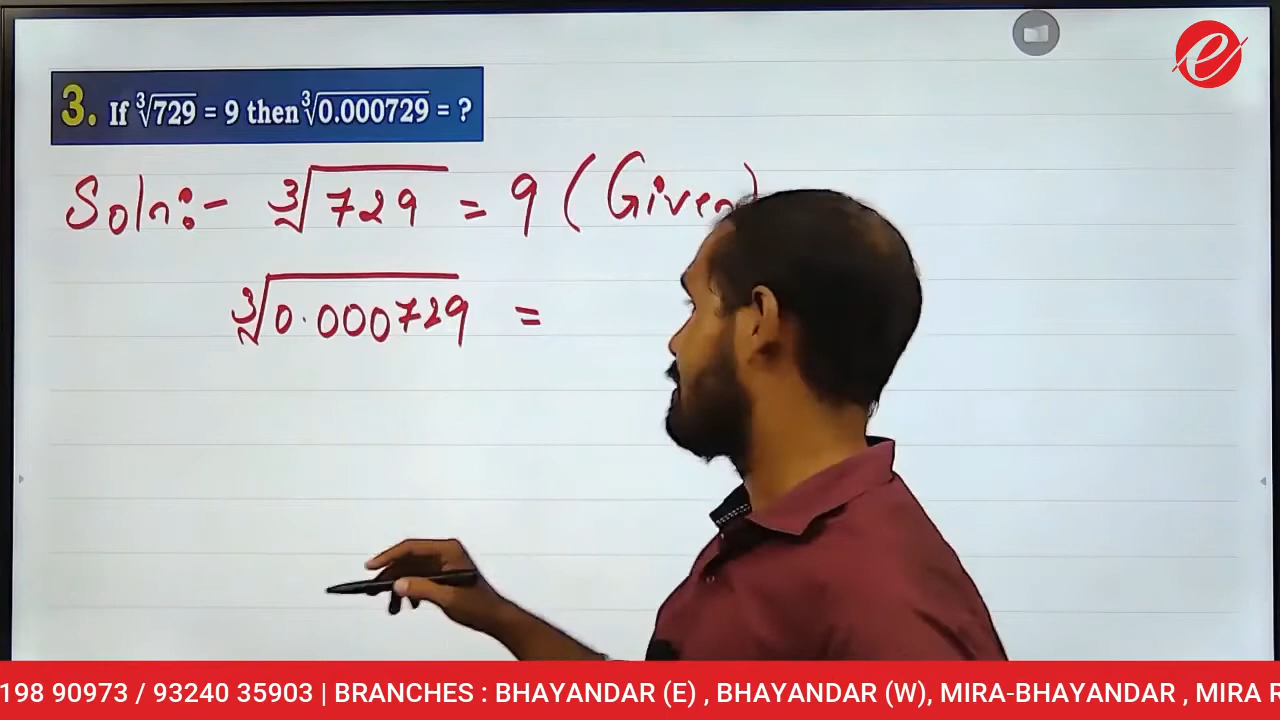 3. If ∛729 = 9 then ∛0.000729 = ?
Soln:- ∛729 = 9 (Given)
∛0.000729 =
198 90973 / 93240 35903 | BRANCHES : BHAYANDAR (E) , BHAYANDAR (W), MIRA-BHAYANDAR , MIRA R